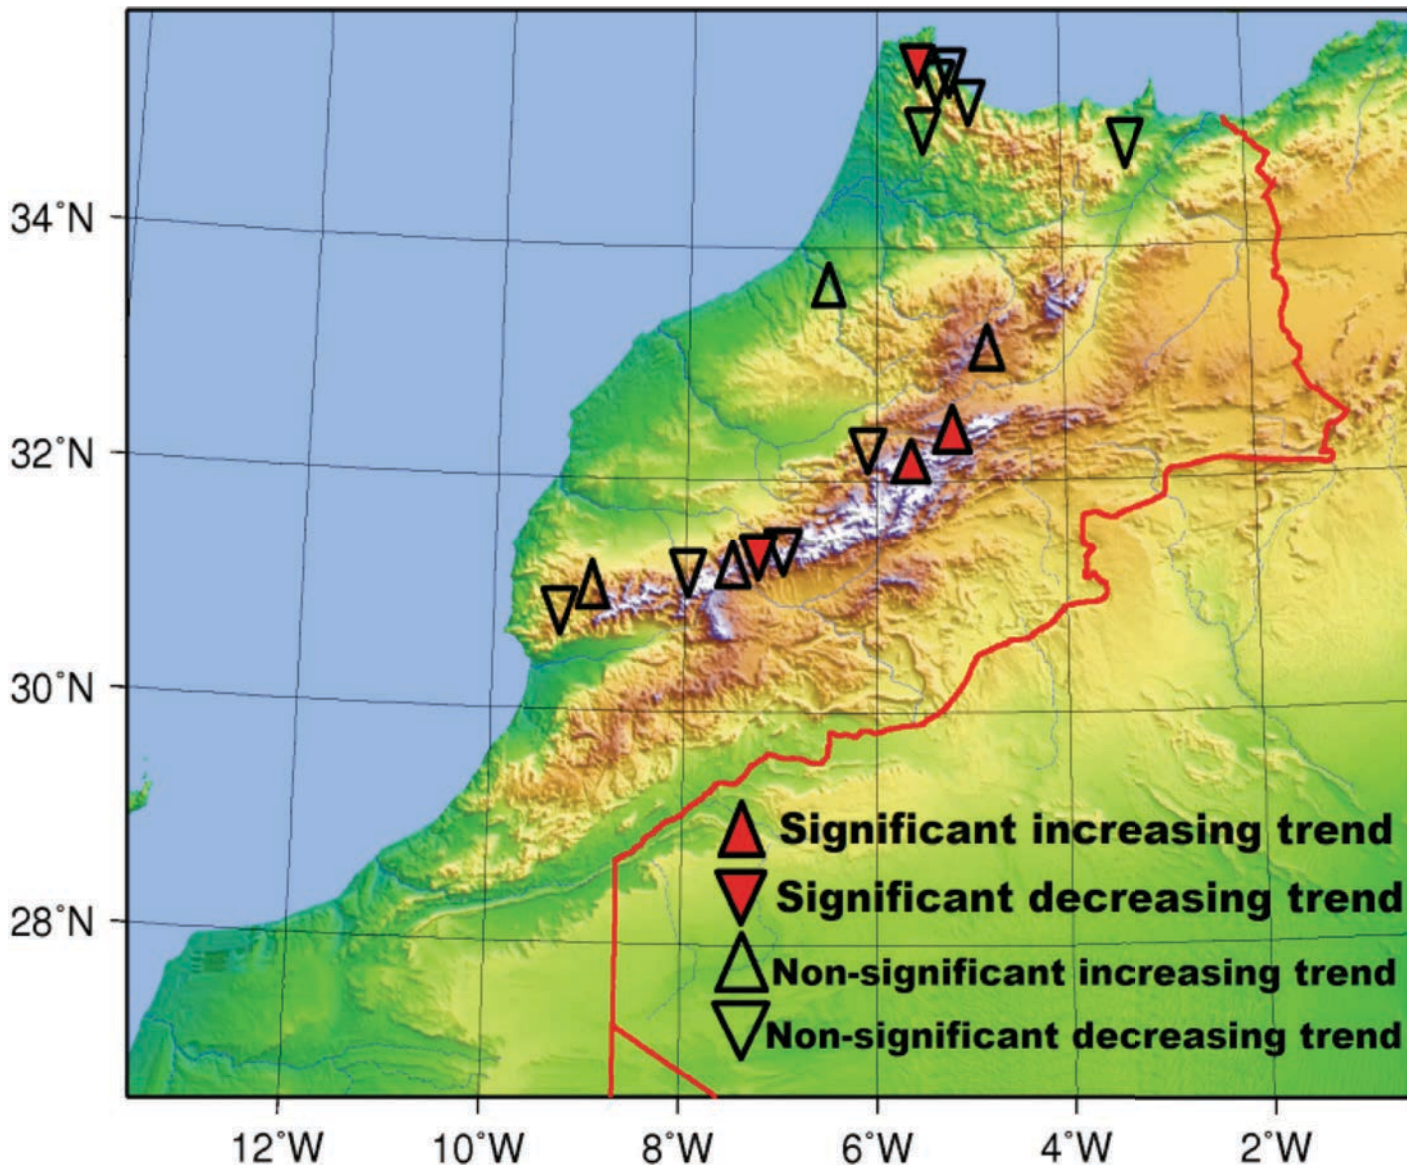 34°N
32°N
30°N
28°N
Significant increasing trend
Significant decreasing trend
Non-significant increasing trend
Non-significant decreasing trend
12°W 10°W 8°W 6°W 4°W 2°W